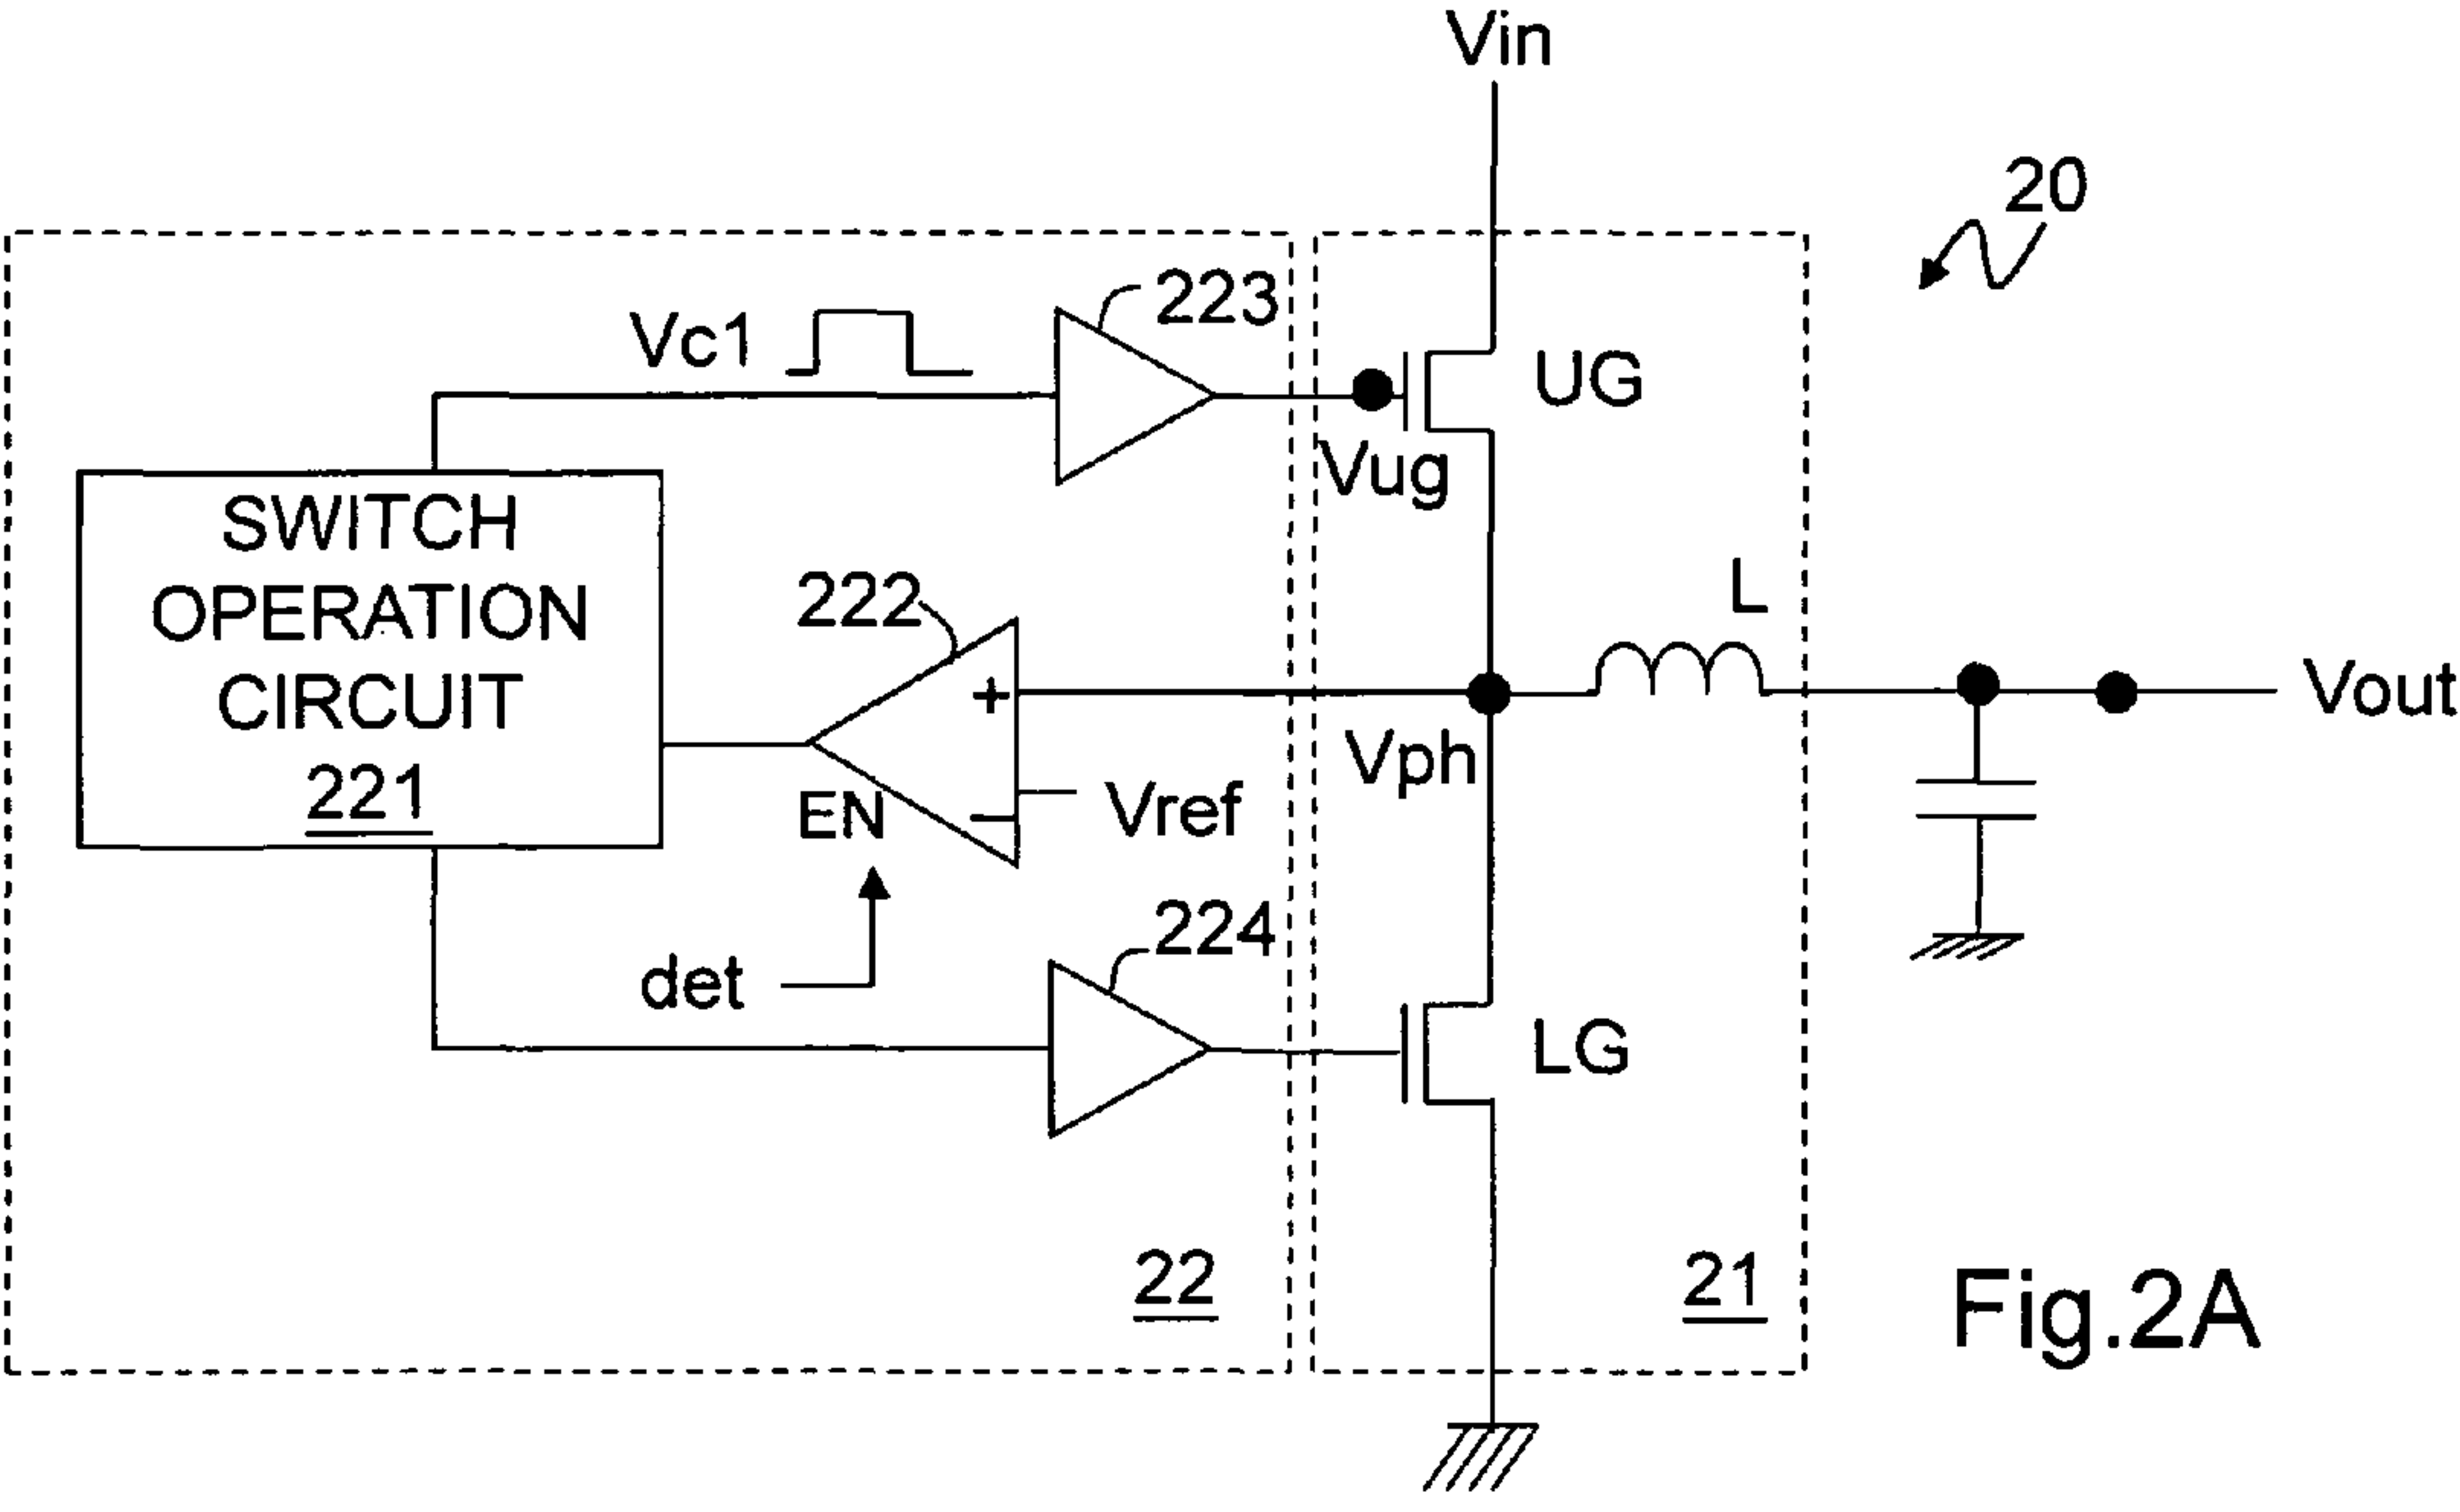 Vin
20
223
Vc1
UG
Vug
SWITCH
OPERATION
CIRCUIT
221
222
L
+
Vout
Vph
EN
Vref
−
224
det
LG
22
21
Fig.2A